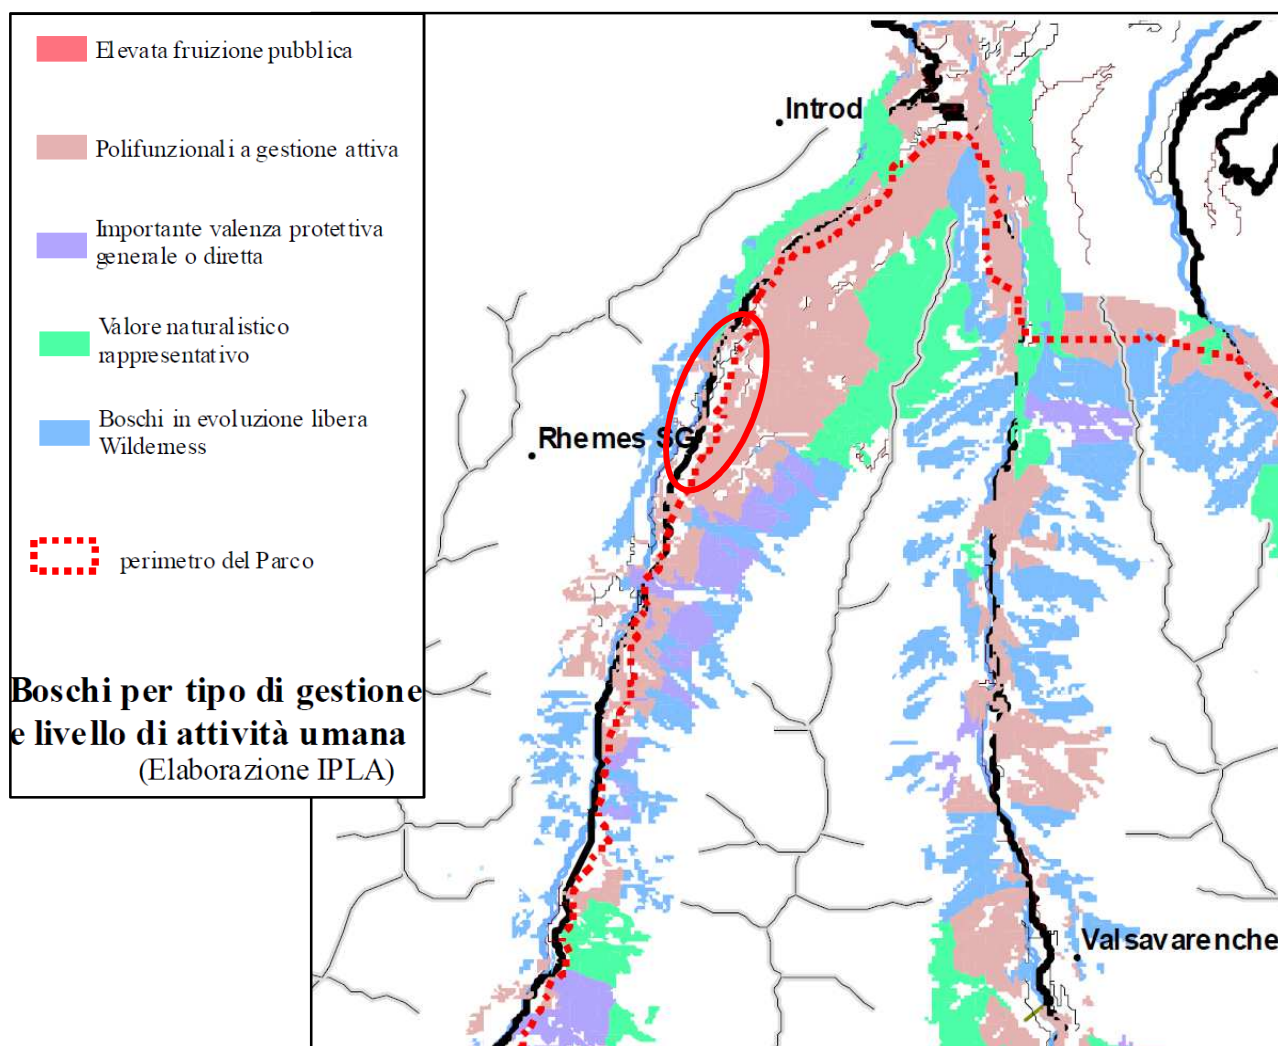 Elevata fruizione pubblica
Polifunzionali a gestione attiva
Importante valenza protettiva
generale o diretta
Valore naturalistico
rappresentativo
Boschi in evoluzione libera
Wilderness
perimetro del Parco
Boschi per tipo di gestione
e livello di attività umana
(Elaborazione IPLA)
Introd
Rhemes SG
Valsavarenche